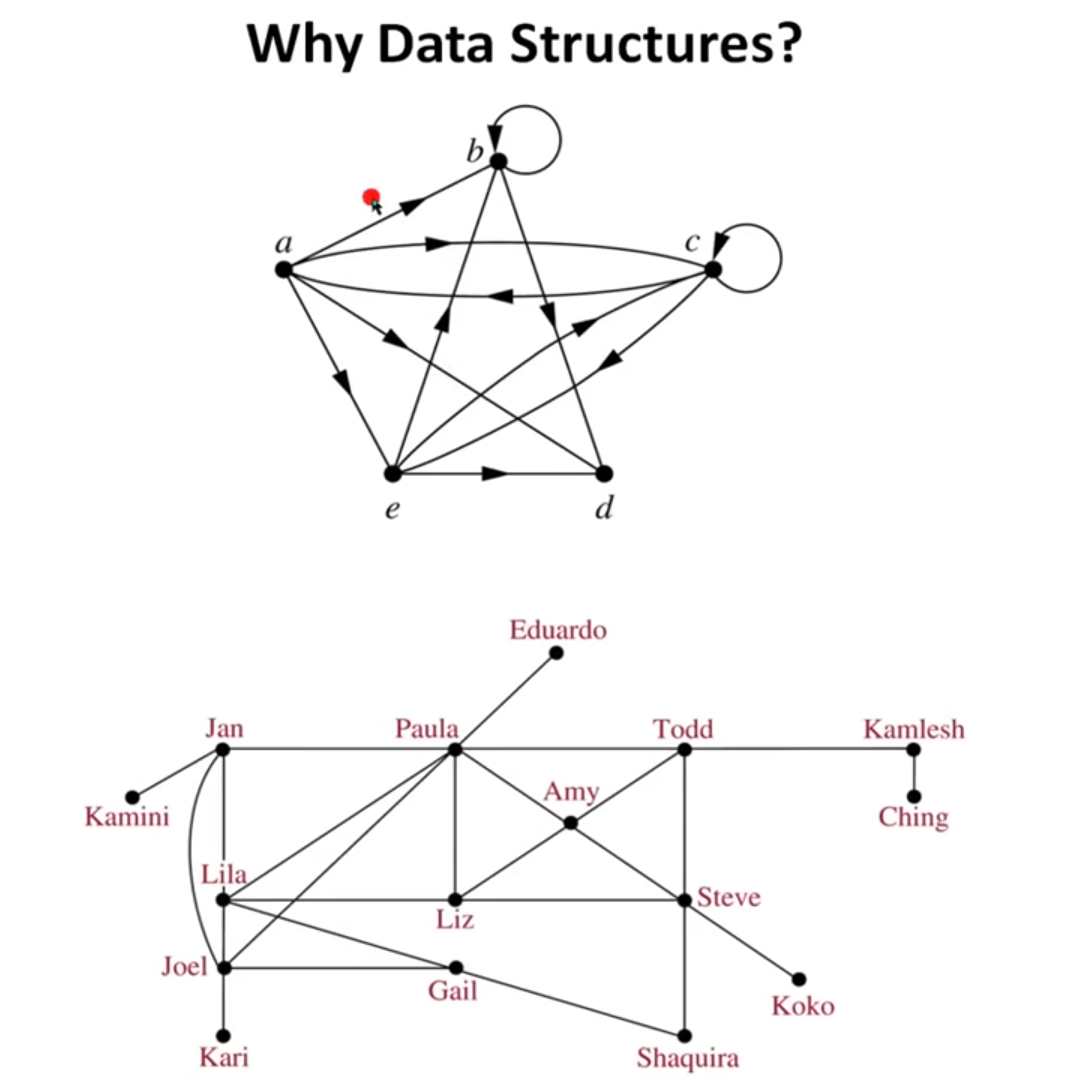 Why Data Structures?
b
a
c
e
d
Eduardo
Jan
Paula
Todd
Kamlesh
Amy
Kamini
Ching
Lila
Steve
Liz
Joel
Gail
Koko
Kari
Shaquira